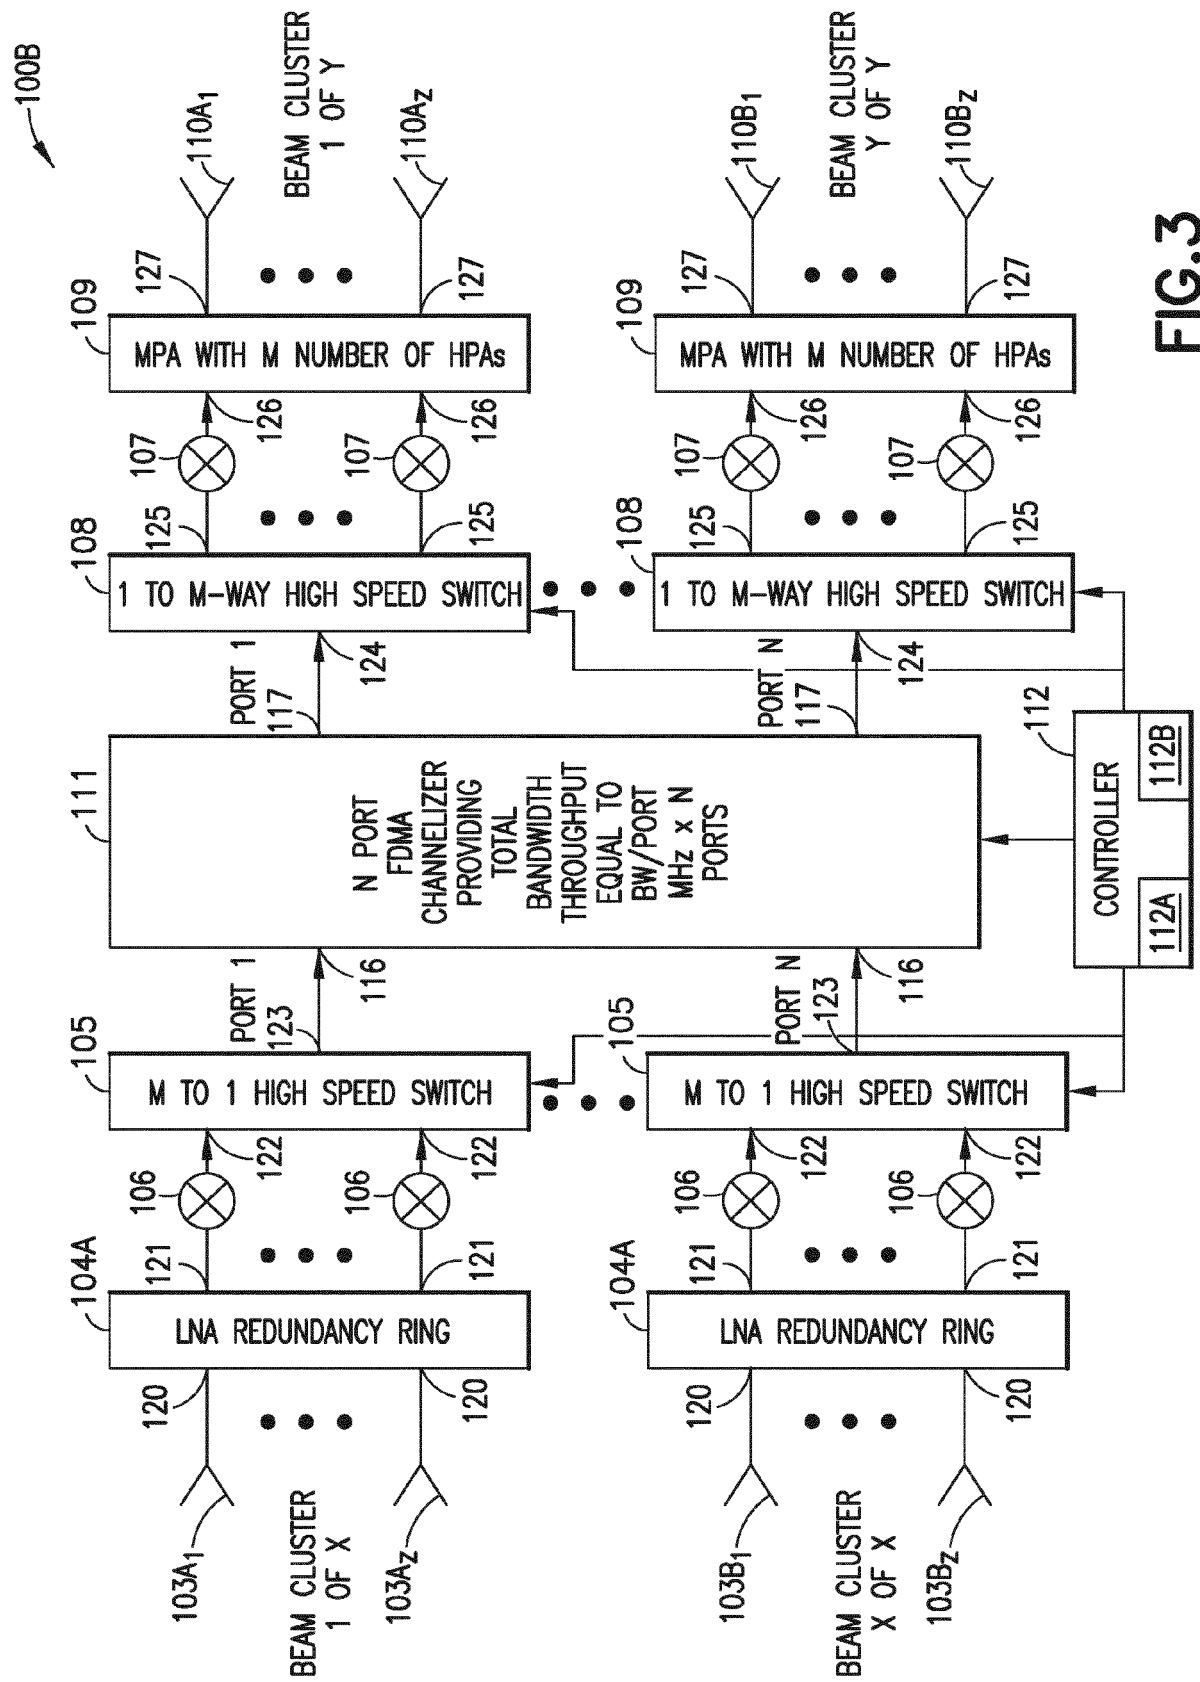 100B
103A1
103AZ
BEAM CLUSTER
1 OF X
120
120
104A
LNA REDUNDANCY RING
121
121
106
106
122
122
105
M TO 1 HIGH SPEED SWITCH
PORT 1
123
116
111
N PORT
FDMA
CHANNELIZER
PROVIDING
TOTAL
BANDWIDTH
THROUGHPUT
EQUAL TO
BW/PORT
MHz x N
PORTS
PORT 1
117
124
108
1 TO M-WAY HIGH SPEED SWITCH
125
125
107
107
126
126
109
MPA WITH M NUMBER OF HPAs
127
127
110A1
110AZ
BEAM CLUSTER
1 OF Y
103B1
103BZ
BEAM CLUSTER
X OF X
120
120
104A
LNA REDUNDANCY RING
121
121
106
106
122
122
105
M TO 1 HIGH SPEED SWITCH
PORT N
123
116
PORT N
117
124
108
1 TO M-WAY HIGH SPEED SWITCH
125
125
107
107
126
126
109
MPA WITH M NUMBER OF HPAs
127
127
110B1
110BZ
BEAM CLUSTER
Y OF Y
112
CONTROLLER
112A
112B
FIG.3